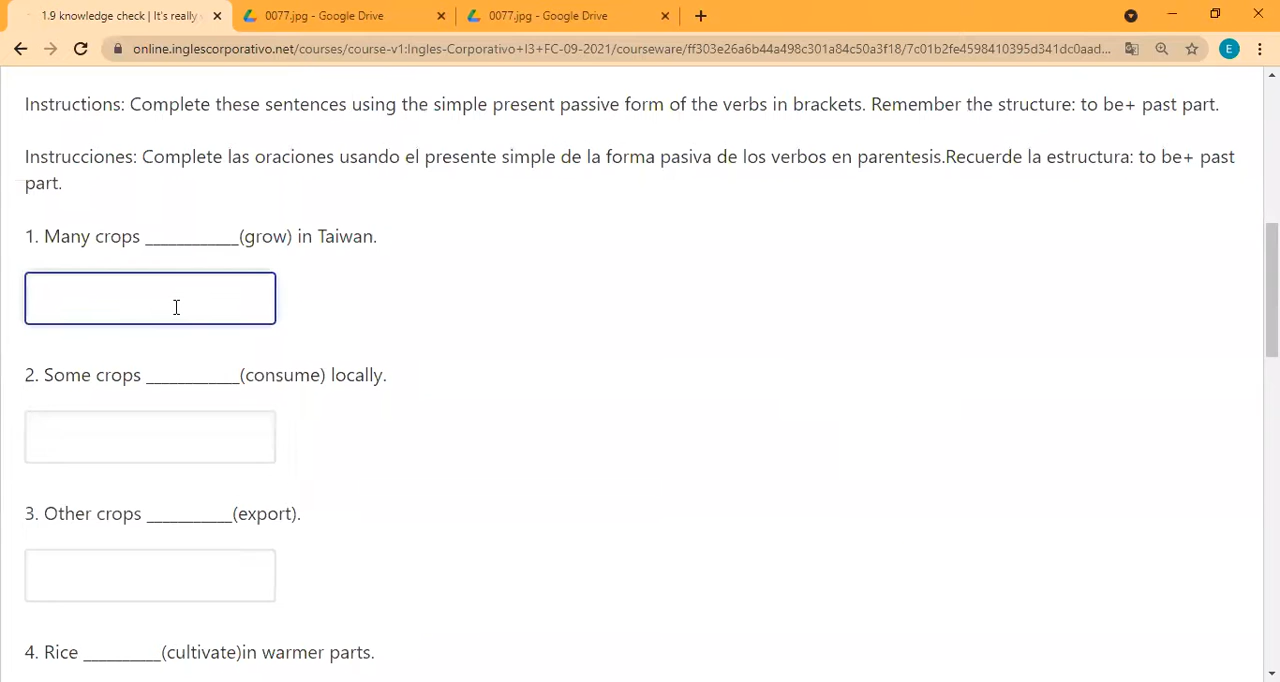 1.9 knowledge check | It's really
0077.jpg - Google Drive
0077.jpg - Google Drive
online.inglescorporativo.net/courses/course-v1:Ingles-Corporativo+I3+FC-09-2021/courseware/ff303e26a6b44a498c301a84c50a3f18/7c01b2fe4598410395d341dc0aad...
E
Instructions: Complete these sentences using the simple present passive form of the verbs in brackets. Remember the structure: to be+ past part.
Instrucciones: Complete las oraciones usando el presente simple de la forma pasiva de los verbos en parentesis.Recuerde la estructura: to be+ past
part.
1. Many crops ____________(grow) in Taiwan.
2. Some crops ____________(consume) locally.
3. Other crops ___________(export).
4. Rice __________(cultivate)in warmer parts.